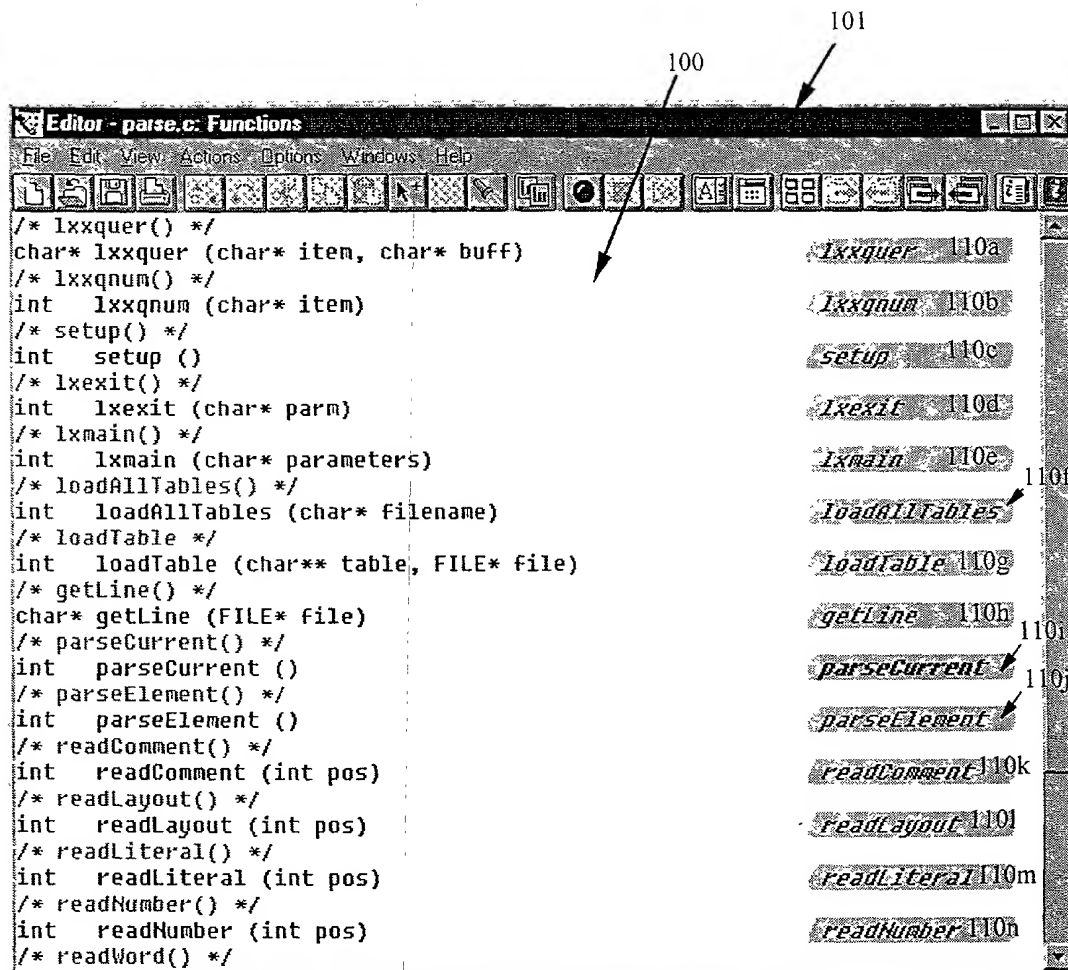 101
100
Editor - parse.c: Functions
File Edit View Actions Options Windows Help
/* lxxquer() */
char* lxxquer (char* item, char* buff) lxxquer 110a
/* lxxqnum() */
int lxxqnum (char* item) lxxqnum 110b
/* setup() */
int setup () setup 110c
/* lxexit() */
int lxexit (char* parm) lxexit 110d
/* lxmain() */
int lxmain (char* parameters) lxmain 110e
/* loadAllTables() */ 110f
int loadAllTables (char* filename) loadAllTables
/* loadTable */
int loadTable (char** table, FILE* file) loadTable 110g
/* getLine() */
char* getLine (FILE* file) getLine 110h
/* parseCurrent() */ 110i
int parseCurrent () parseCurrent
/* parseElement() */ 110j
int parseElement () parseElement
/* readComment() */
int readComment (int pos) readComment 110k
/* readLayout() */
int readLayout (int pos) readLayout 110l
/* readLiteral() */
int readLiteral (int pos) readLiteral 110m
/* readNumber() */
int readNumber (int pos) readNumber 110n
/* readWord() */